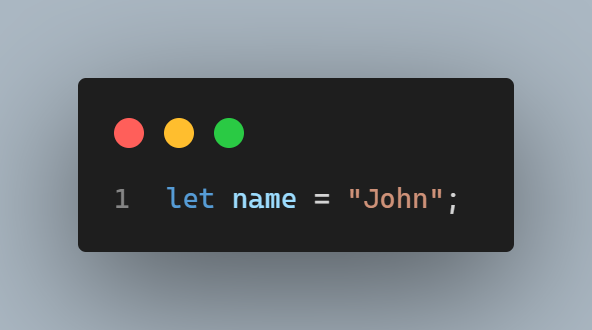 1 let name = "John";